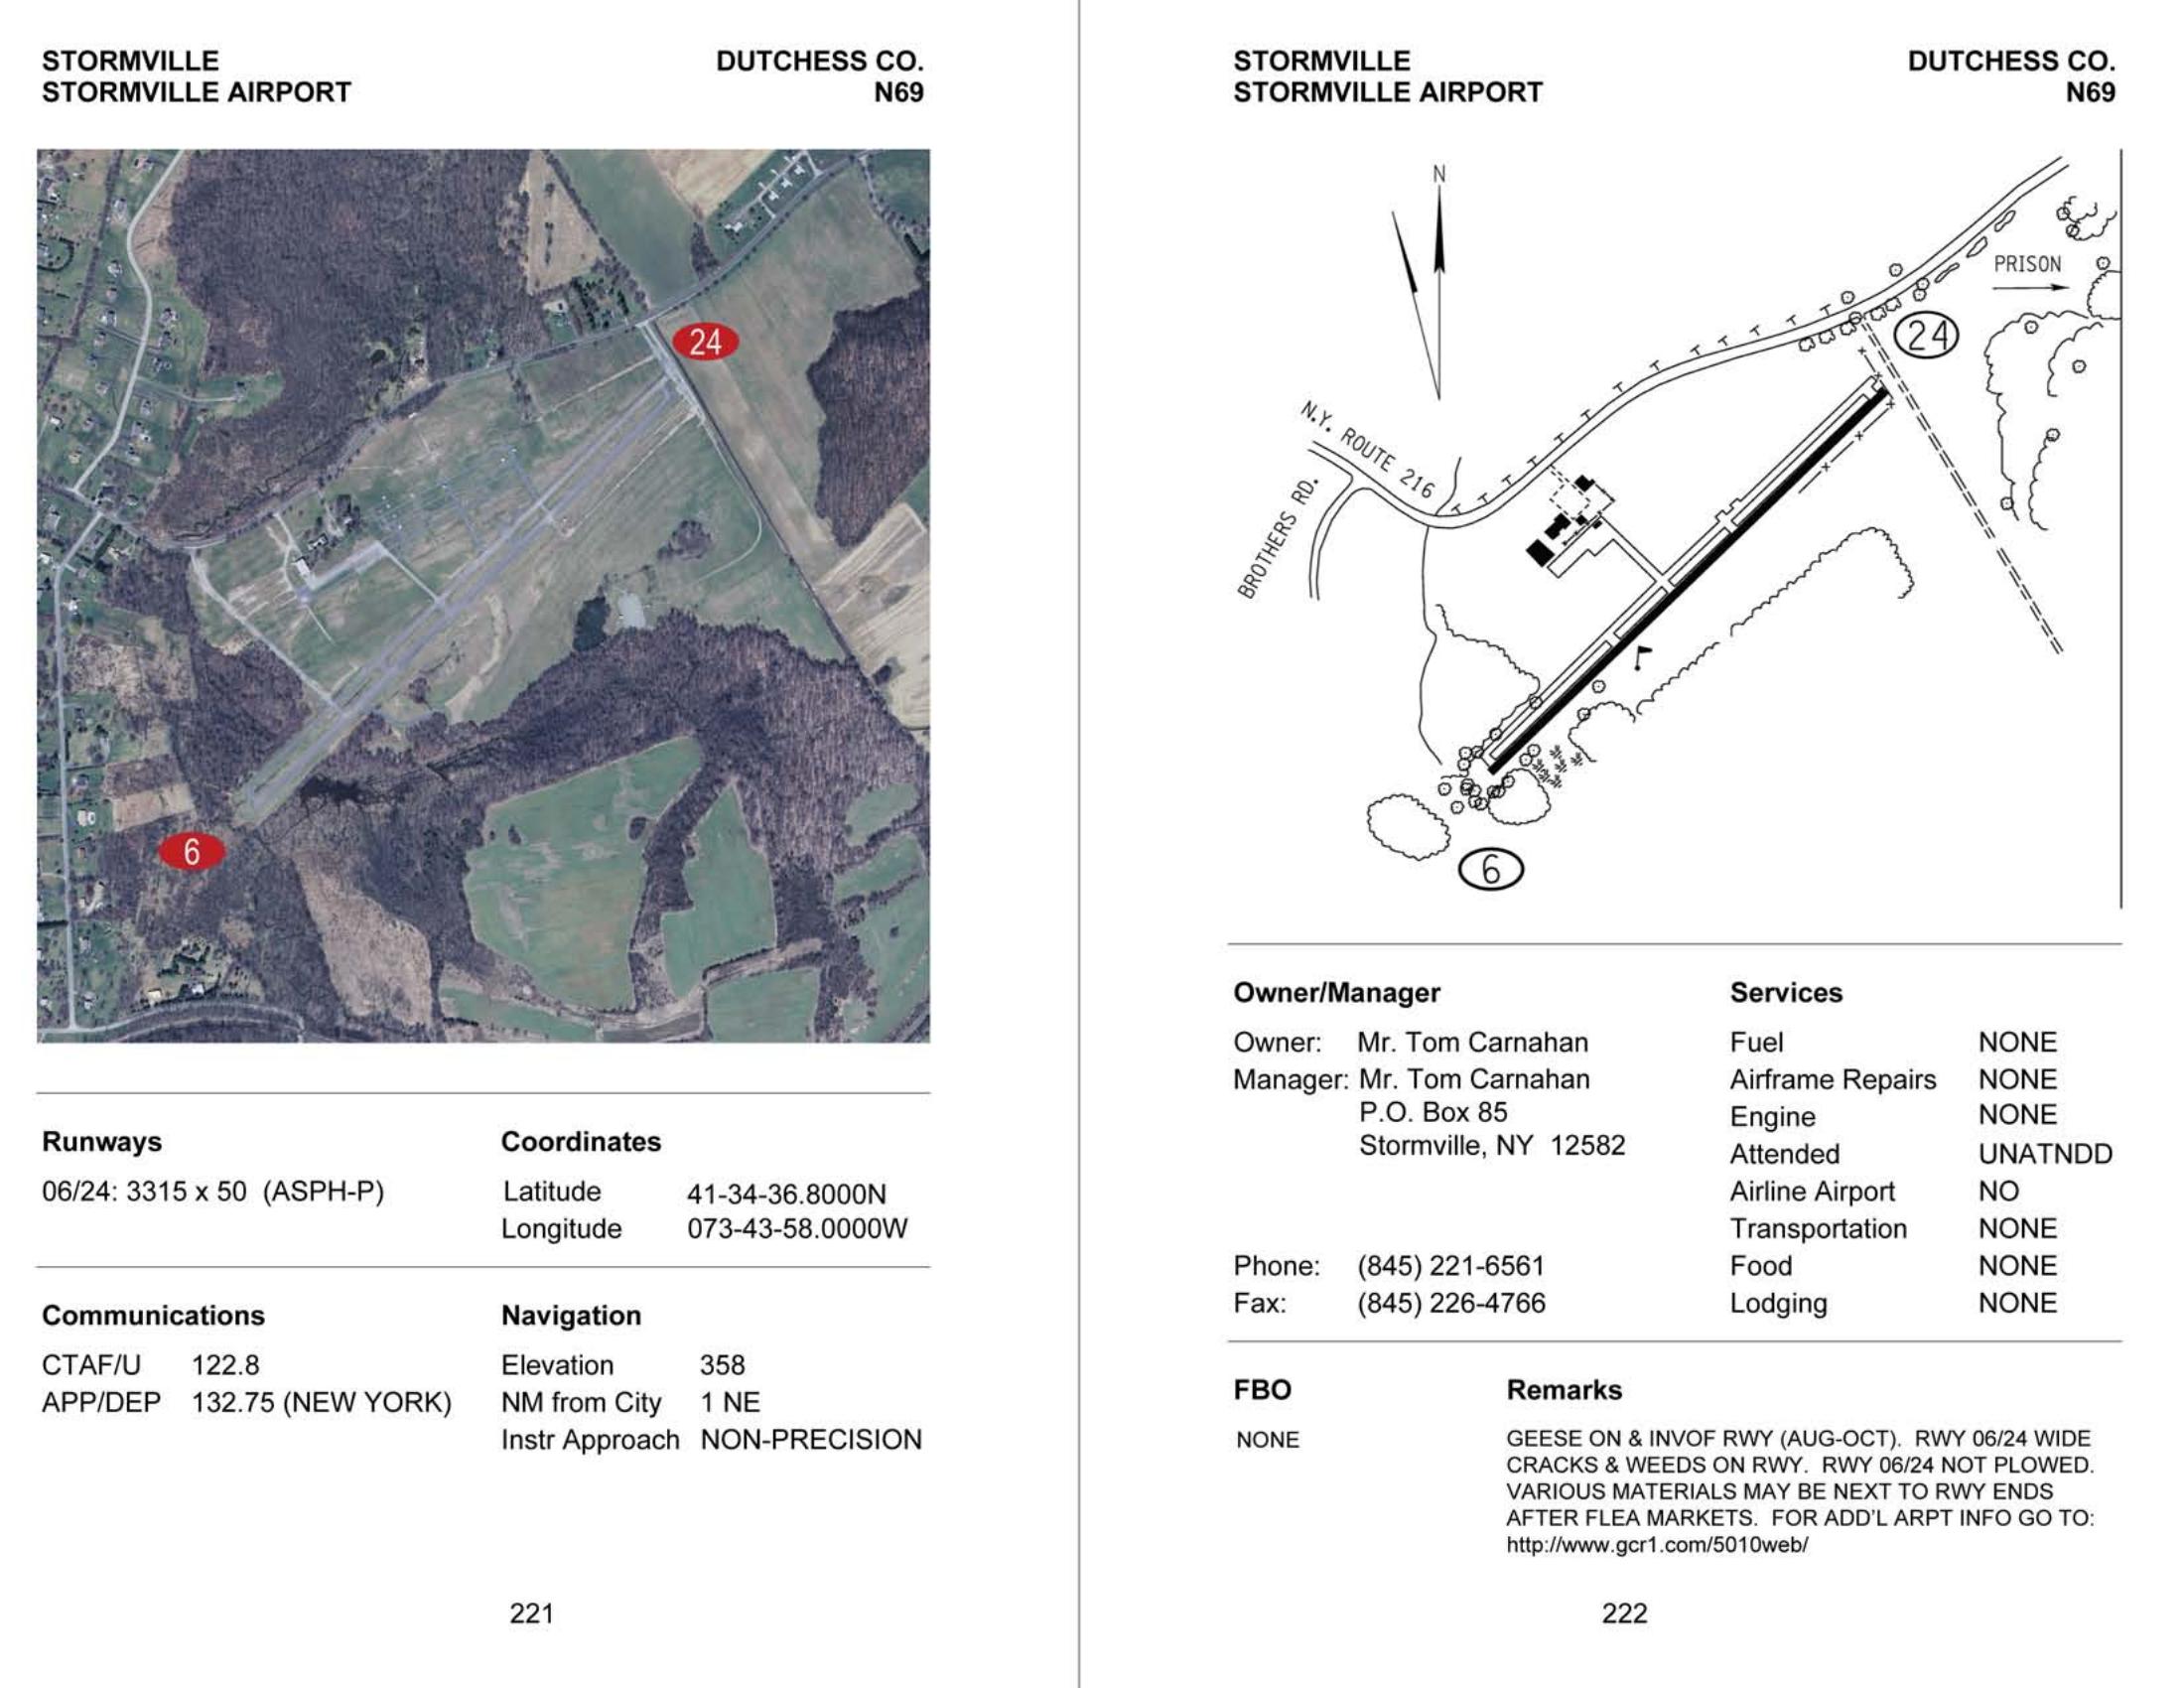 STORMVILLE
STORMVILLE AIRPORT
DUTCHESS CO.
N69
24
6
Runways
06/24: 3315 x 50 (ASPH-P)
Coordinates
Latitude 41-34-36.8000N
Longitude 073-43-58.0000W
Communications
CTAF/U 122.8
APP/DEP 132.75 (NEW YORK)
Navigation
Elevation 358
NM from City 1 NE
Instr Approach NON-PRECISION
221
STORMVILLE
STORMVILLE AIRPORT
DUTCHESS CO.
N69
N
PRISON
24
N.Y. ROUTE 216
BROTHERS RD.
6
Owner/Manager
Owner: Mr. Tom Carnahan
Manager: Mr. Tom Carnahan
P.O. Box 85
Stormville, NY 12582
Phone: (845) 221-6561
Fax: (845) 226-4766
Services
Fuel NONE
Airframe Repairs NONE
Engine NONE
Attended UNATNDD
Airline Airport NO
Transportation NONE
Food NONE
Lodging NONE
FBO
NONE
Remarks
GEESE ON & INVOF RWY (AUG-OCT). RWY 06/24 WIDE
CRACKS & WEEDS ON RWY. RWY 06/24 NOT PLOWED.
VARIOUS MATERIALS MAY BE NEXT TO RWY ENDS
AFTER FLEA MARKETS. FOR ADD'L ARPT INFO GO TO:
http://www.gcr1.com/5010web/
222